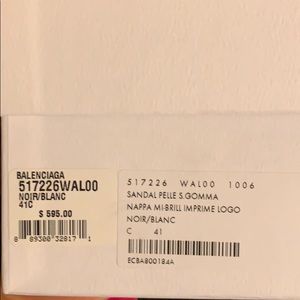 BALENCIAGA
517226WAL00
NOIR/BLANC
41C
$ 595.00
8 89300 32817 1
517226 WAL00 1006
SANDAL PELLE S.GOMMA
NAPPA MI-BRILL IMPRIME LOGO
NOIR/BLANC
C 41
ECBA800184A